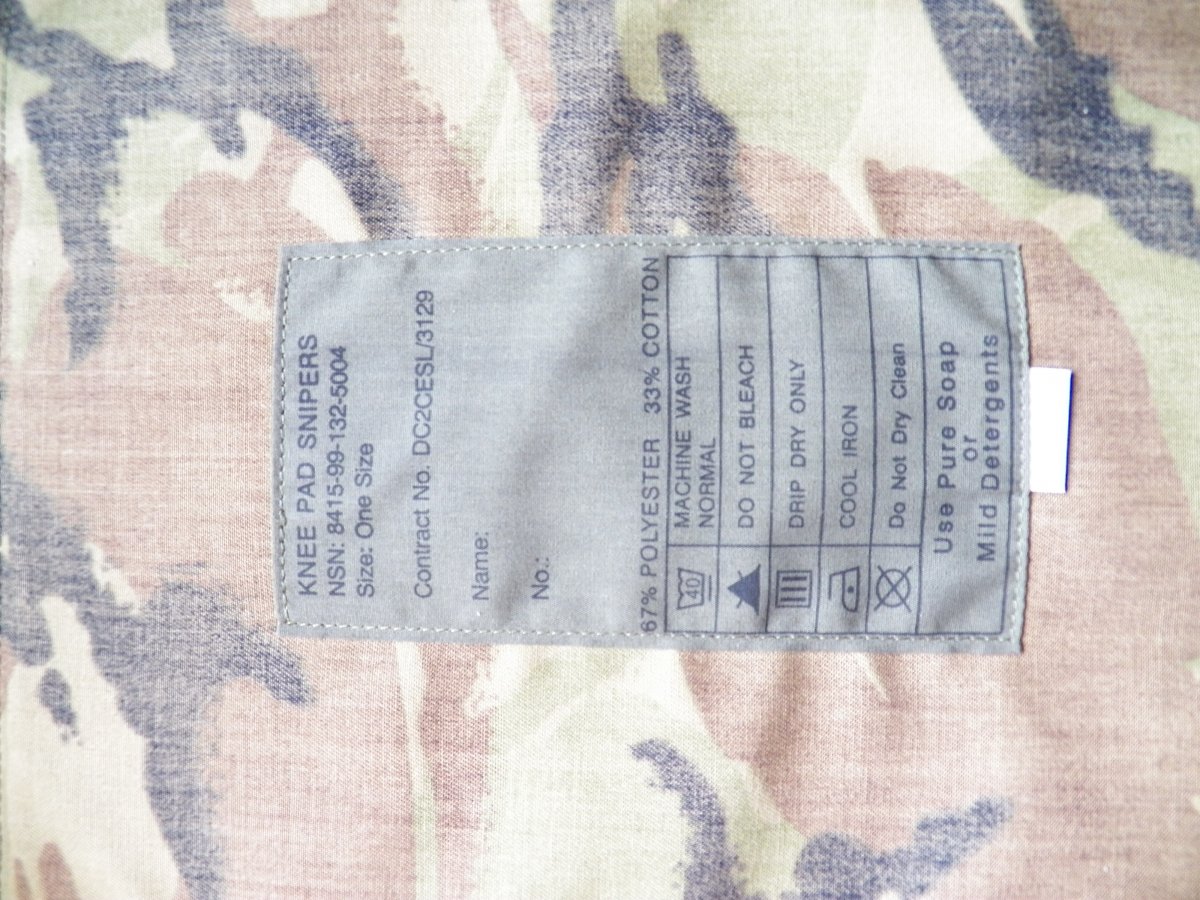 KNEE PAD SNIPERS
NSN: 8415-99-132-5004
Size: One Size
Contract No. DC2CESL/3129
Name:
No.:
67% POLYESTER 33% COTTON
40 MACHINE WASH
NORMAL
DO NOT BLEACH
DRIP DRY ONLY
COOL IRON
Do Not Dry Clean
Use Pure Soap
or
Mild Detergents